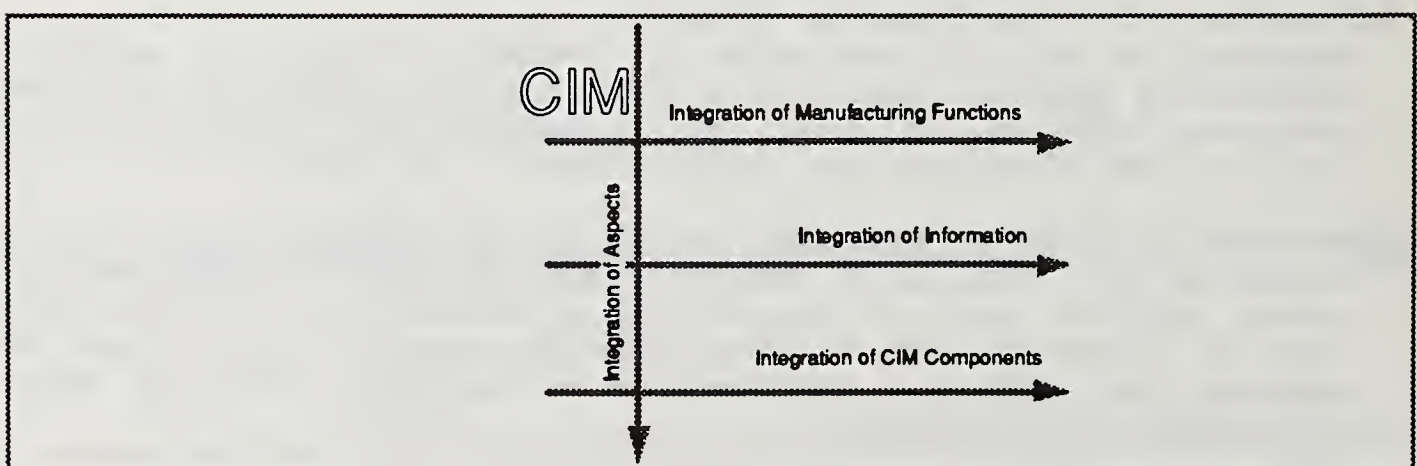 CIM
Integration of Manufacturing Functions
Integration of Aspects
Integration of Information
Integration of CIM Components